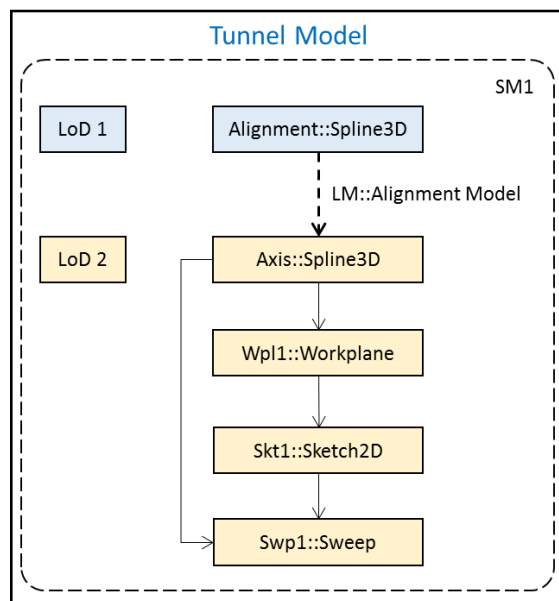 Tunnel Model
SM1
LoD 1
Alignment::Spline3D
LM::Alignment Model
LoD 2
Axis::Spline3D
Wpl1::Workplane
Skt1::Sketch2D
Swp1::Sweep